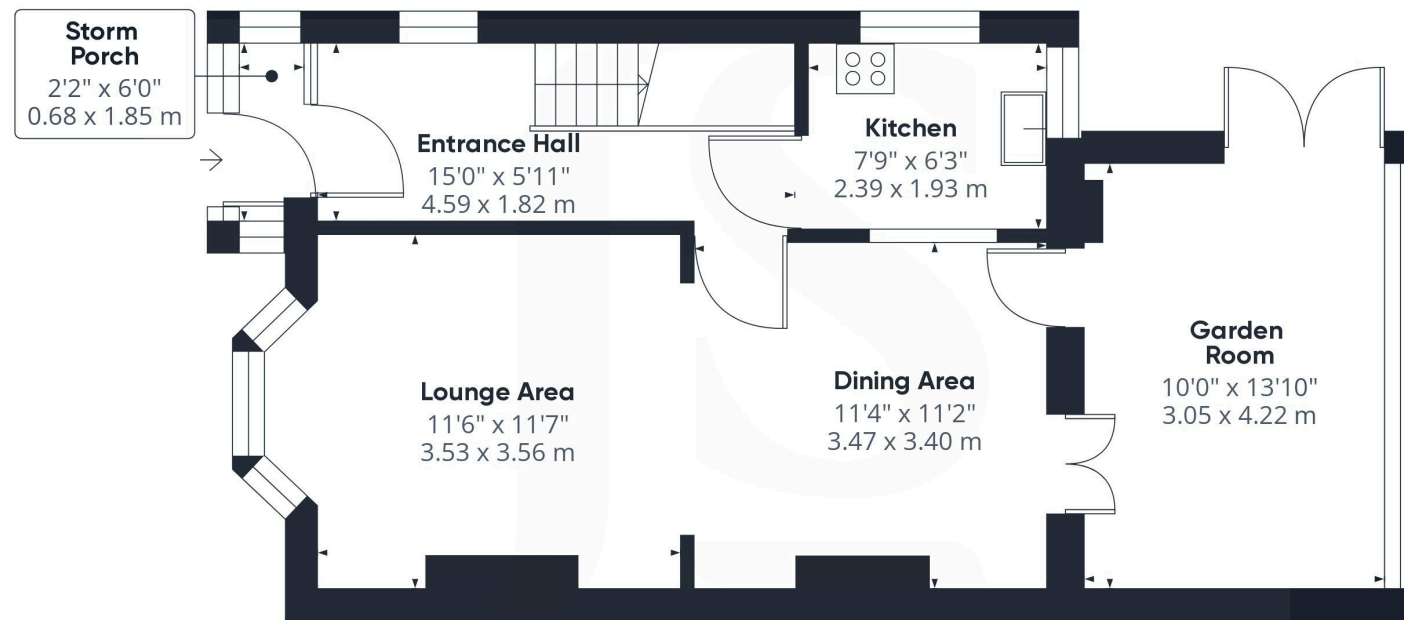 Storm
Porch
2'2" x 6'0"
0.68 x 1.85 m
Entrance Hall
15'0" x 5'11"
4.59 x 1.82 m
Kitchen
7'9" x 6'3"
2.39 x 1.93 m
Lounge Area
11'6" x 11'7"
3.53 x 3.56 m
Dining Area
11'4" x 11'2"
3.47 x 3.40 m
Garden
Room
10'0" x 13'10"
3.05 x 4.22 m
JS